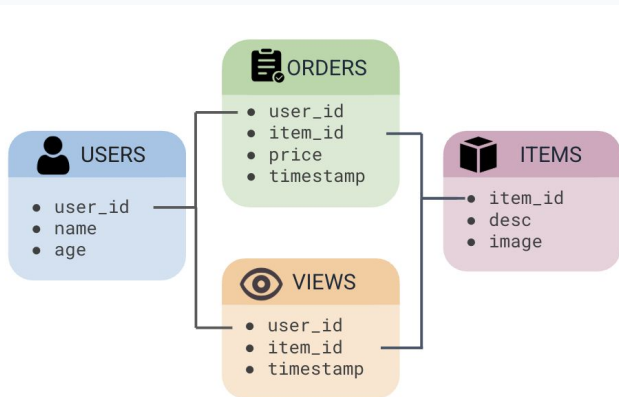 USERS
● user_id
● name
● age
ORDERS
● user_id
● item_id
● price
● timestamp
VIEWS
● user_id
● item_id
● timestamp
ITEMS
● item_id
● desc
● image